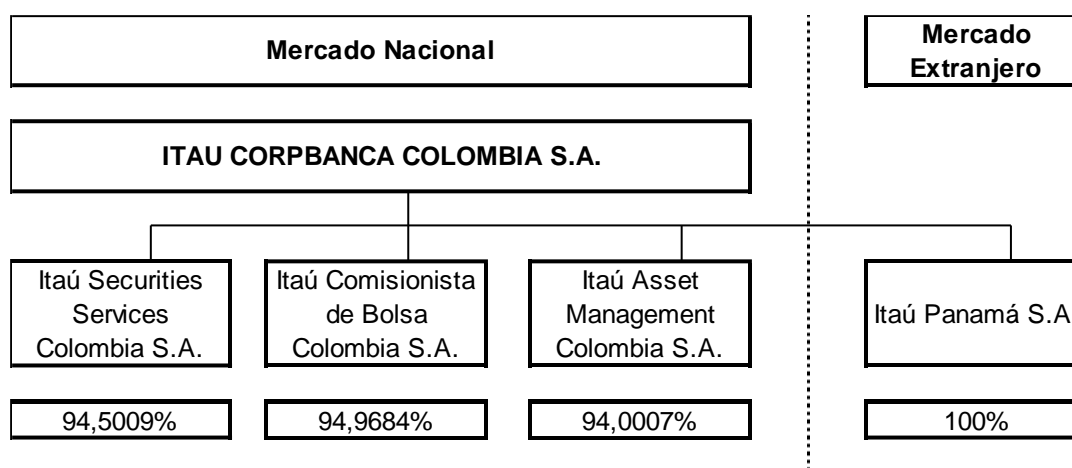 Mercado Nacional
Mercado
Extranjero
ITAU CORPBANCA COLOMBIA S.A.
Itaú Securities
Services
Colombia S.A.
Itaú Comisionista
de Bolsa
Colombia S.A.
Itaú Asset
Management
Colombia S.A.
Itaú Panamá S.A
94,5009%
94,9684%
94,0007%
100%